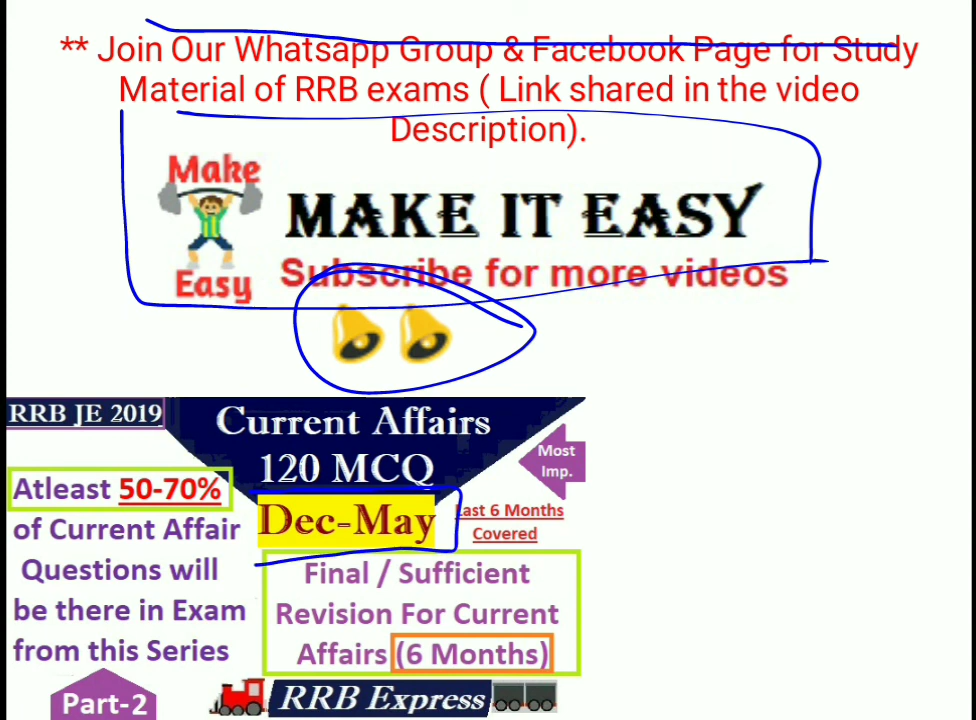 ** Join Our Whatsapp Group & Facebook Page for Study
Material of RRB exams ( Link shared in the video
Description).
Make
Easy
MAKE IT EASY
Subscribe for more videos
RRB JE 2019
Current Affairs
120 MCQ
Dec-May
Most
Imp.
Last 6 Months
Covered
Atleast 50-70%
of Current Affair
Questions will
be there in Exam
from this Series
Final / Sufficient
Revision For Current
Affairs (6 Months)
Part-2
RRB Express